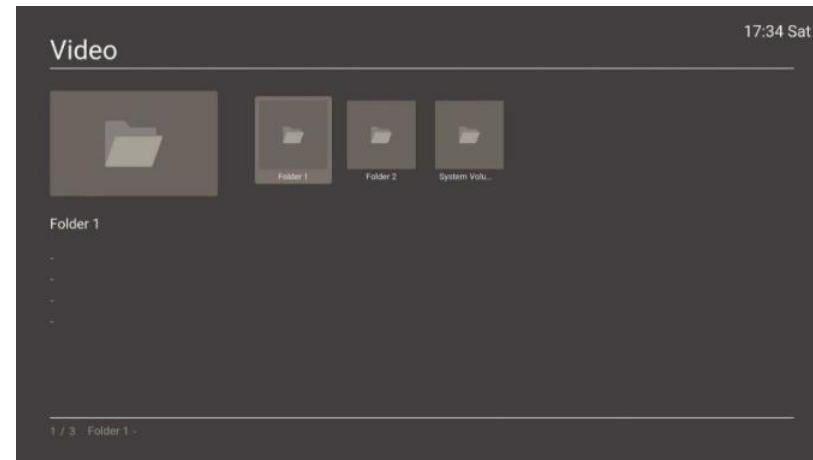 17:34 Sat
Video
Folder 1
Folder 2
System Volu...
Folder 1
-
-
-
-
1 / 3 Folder 1 -